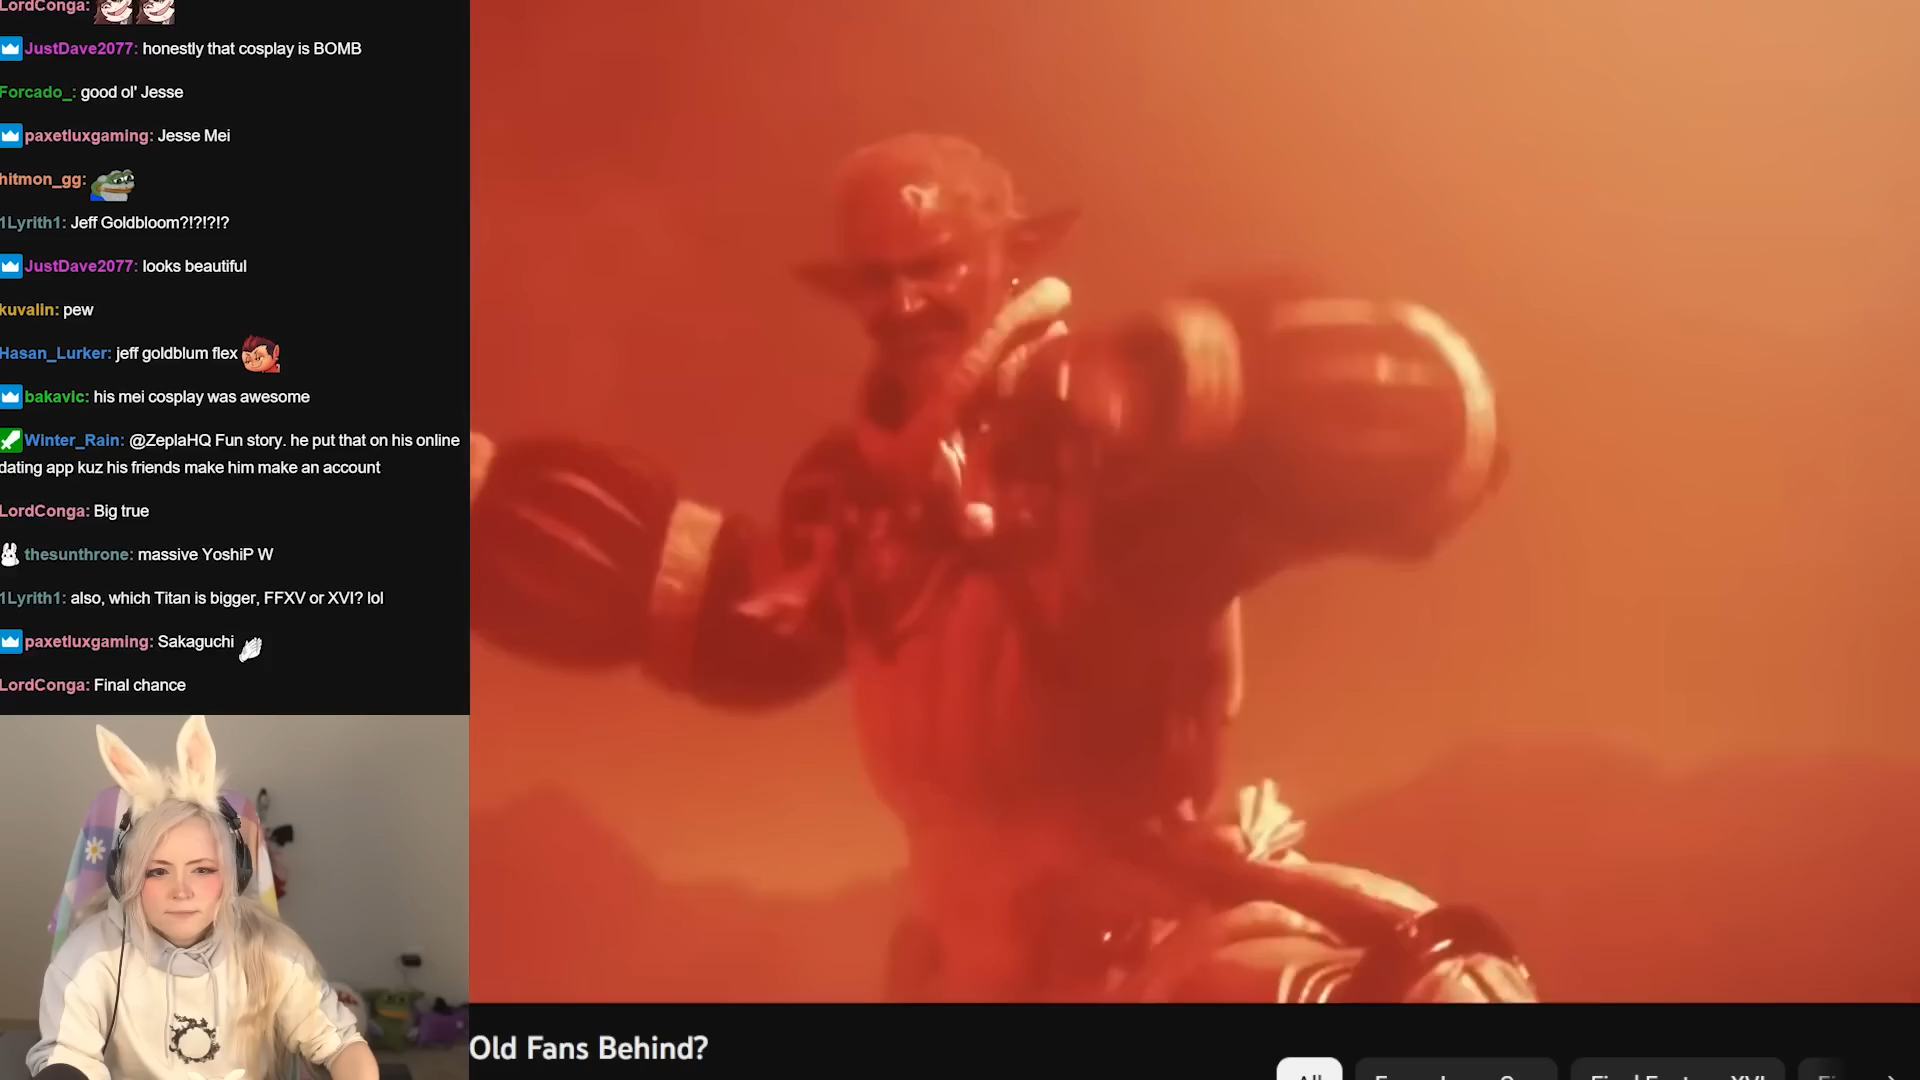 LordConga:
JustDave2077: honestly that cosplay is BOMB
Forcado_: good ol' Jesse
paxetluxgaming: Jesse Mei
hitmon_gg:
1Lyrith1: Jeff Goldbloom?!?!?!?
JustDave2077: looks beautiful
kuvalin: pew
Hasan_Lurker: jeff goldblum flex
bakavic: his mei cosplay was awesome
Winter_Rain: @ZeplaHQ Fun story. he put that on his online
dating app kuz his friends make him make an account
LordConga: Big true
thesunthrone: massive YoshiP W
1Lyrith1: also, which Titan is bigger, FFXV or XVI? lol
paxetluxgaming: Sakaguchi
LordConga: Final chance
Old Fans Behind?
All